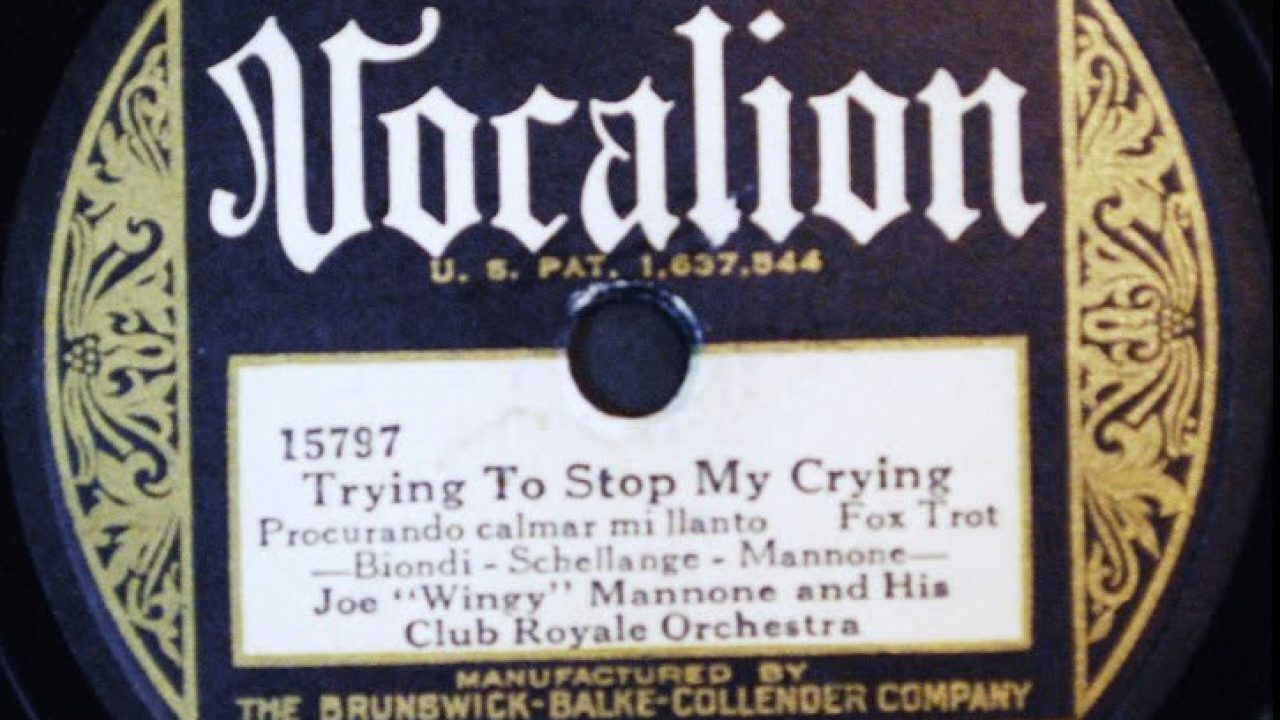 Vocalion
U. S. PAT. 1,637,544
15797
Trying To Stop My Crying
Procurando calmar mi llanto Fox Trot
—Biondi - Schellange - Mannone—
Joe "Wingy" Mannone and His
Club Royale Orchestra
MANUFACTURED BY
THE BRUNSWICK-BALKE-COLLENDER COMPANY